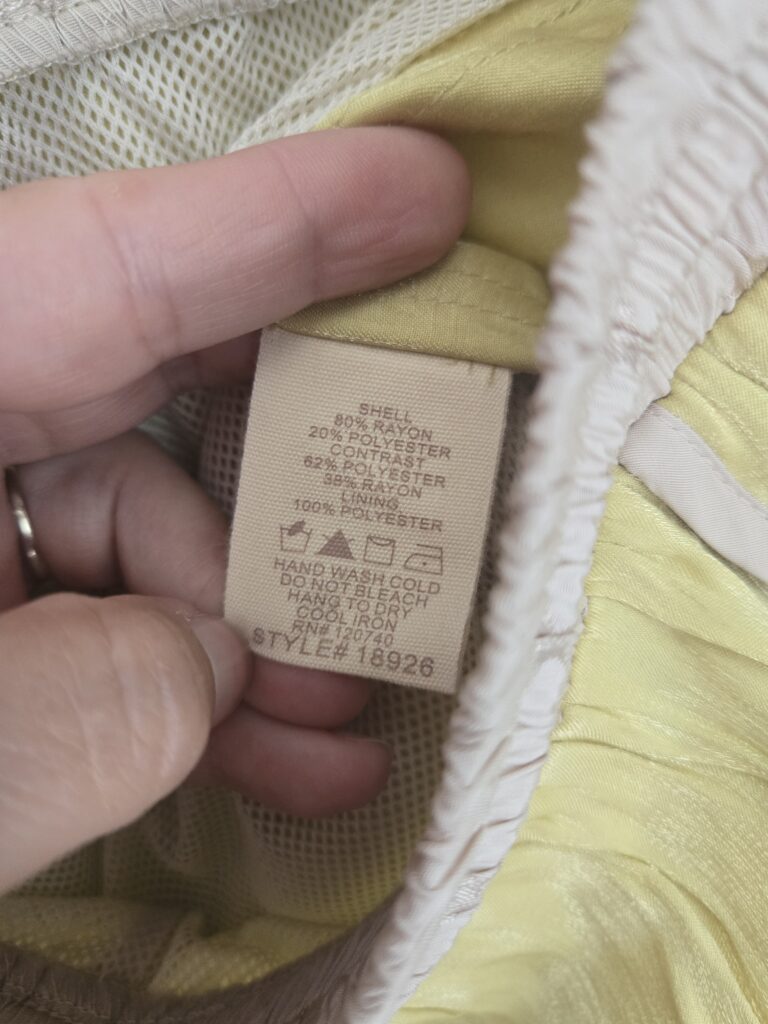 SHELL
80% RAYON
20% POLYESTER
CONTRAST
62% POLYESTER
38% RAYON
LINING
100% POLYESTER
HAND WASH COLD
DO NOT BLEACH
HANG TO DRY
COOL IRON
RN# 120740
STYLE# 18926